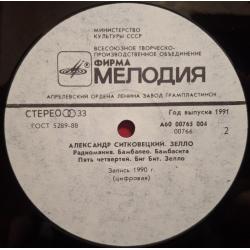 МИНИСТЕРСТВО
КУЛЬТУРЫ СССР
ВСЕСОЮЗНОЕ ТВОРЧЕСКО-
ПРОИЗВОДСТВЕННОЕ ОБЪЕДИНЕНИЕ
ФИРМА
МЕЛОДИЯ
АПРЕЛЕВСКИЙ ОРДЕНА ЛЕНИНА ЗАВОД ГРАМПЛАСТИНОК
СТЕРЕО 33
Год выпуска 1991
ГОСТ 5289-88
А60 00765 004
00766
2
АЛЕКСАНДР СИТКОВЕЦКИЙ. ЗЕЛЛО
Радиомания. Бамбалео. Бамбасита
Пять четвертей. Биг Бит. Зелло
Запись 1990 г.
(цифровая)